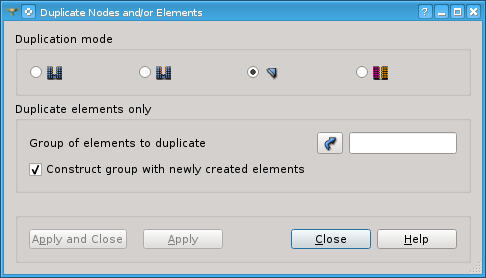 Duplicate Nodes and/or Elements
Duplication mode
Duplicate elements only
Group of elements to duplicate
Construct group with newly created elements
Apply and Close Apply Close Help